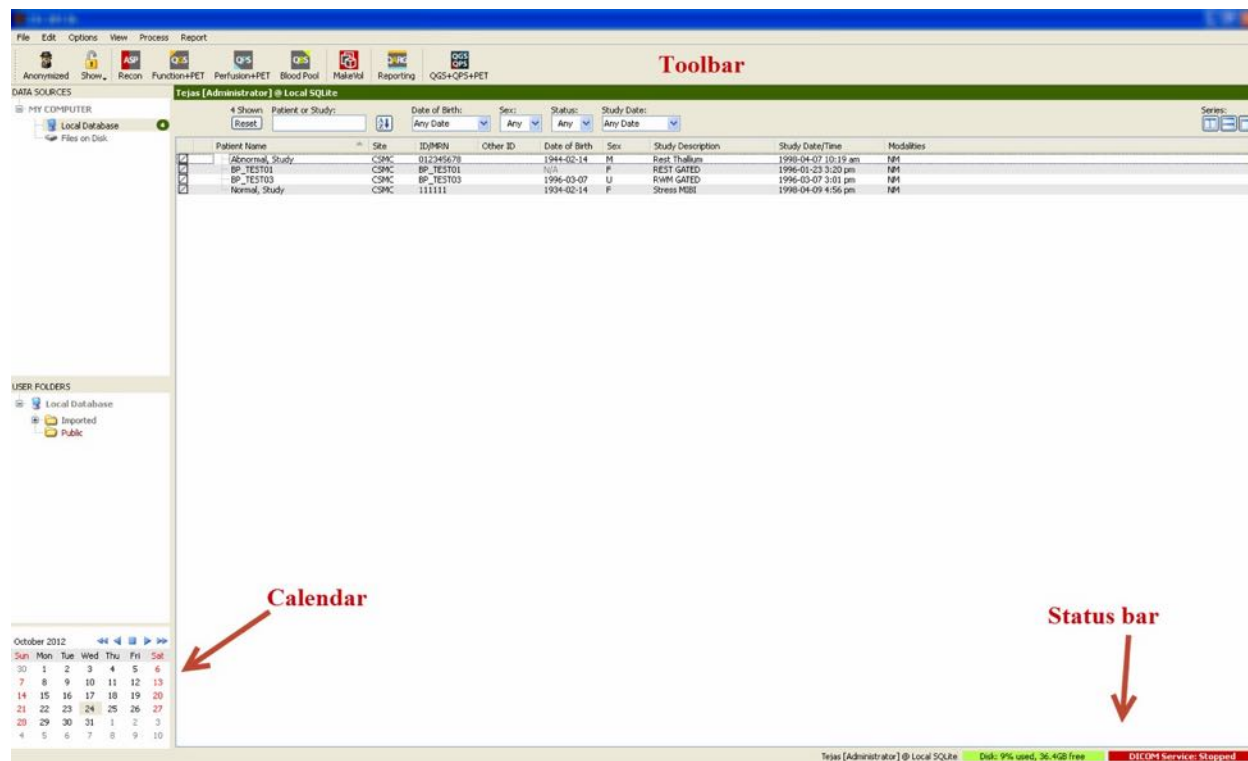 File Edit Options View Process Report
ASP QGS QPS QBS QARG QGS QPS
Anonymized Show Recon Function+PET Perfusion+PET Blood Pool MakeVol Reporting QGS+QPS+PET
Toolbar
DATA SOURCES
MY COMPUTER
Local Database 4
Files on Disk
Tejas [Administrator] @ Local SQLite
4 Shown Patient or Study: Date of Birth: Sex: Status: Study Date: Series:
Reset Any Date Any Any Any Date
Patient Name Site ID/MRN Other ID Date of Birth Sex Study Description Study Date/Time Modalities
Abnormal, Study CSMC 012345678 1944-02-14 M Rest Thallium 1998-04-07 10:19 am NM
BP_TEST01 CSMC BP_TEST01 N/A F REST GATED 1996-01-23 3:20 pm NM
BP_TEST03 CSMC BP_TEST03 1996-03-07 U RWM GATED 1996-03-07 3:01 pm NM
Normal, Study CSMC 111111 1934-02-14 F Stress MIBI 1998-04-09 4:56 pm NM
USER FOLDERS
Local Database
Imported
Public
Calendar
Status bar
October 2012
Sun Mon Tue Wed Thu Fri Sat
30 1 2 3 4 5 6
7 8 9 10 11 12 13
14 15 16 17 18 19 20
21 22 23 24 25 26 27
28 29 30 31 1 2 3
4 5 6 7 8 9 10
Tejas [Administrator] @ Local SQLite Disk: 9% used, 36.4GB free DICOM Service: Stopped